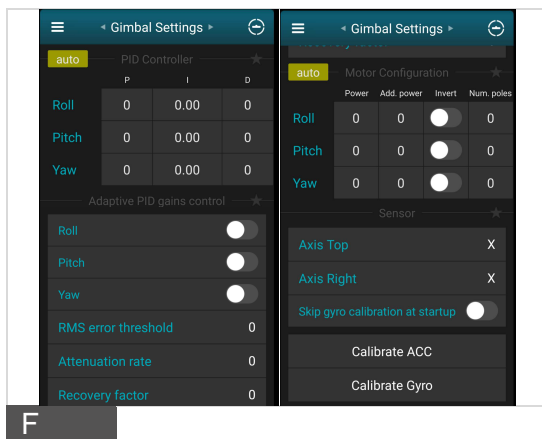 Gimbal Settings
auto PID Controller
P I D
Roll 0 0.00 0
Pitch 0 0.00 0
Yaw 0 0.00 0
Adaptive PID gains control
Roll
Pitch
Yaw
RMS error threshold 0
Attenuation rate 0
Recovery factor 0
Gimbal Settings
Recovery factor
auto Motor Configuration
Power Add. power Invert Num. poles
Roll 0 0 0
Pitch 0 0 0
Yaw 0 0 0
Sensor
Axis Top X
Axis Right X
Skip gyro calibration at startup
Calibrate ACC
Calibrate Gyro
F